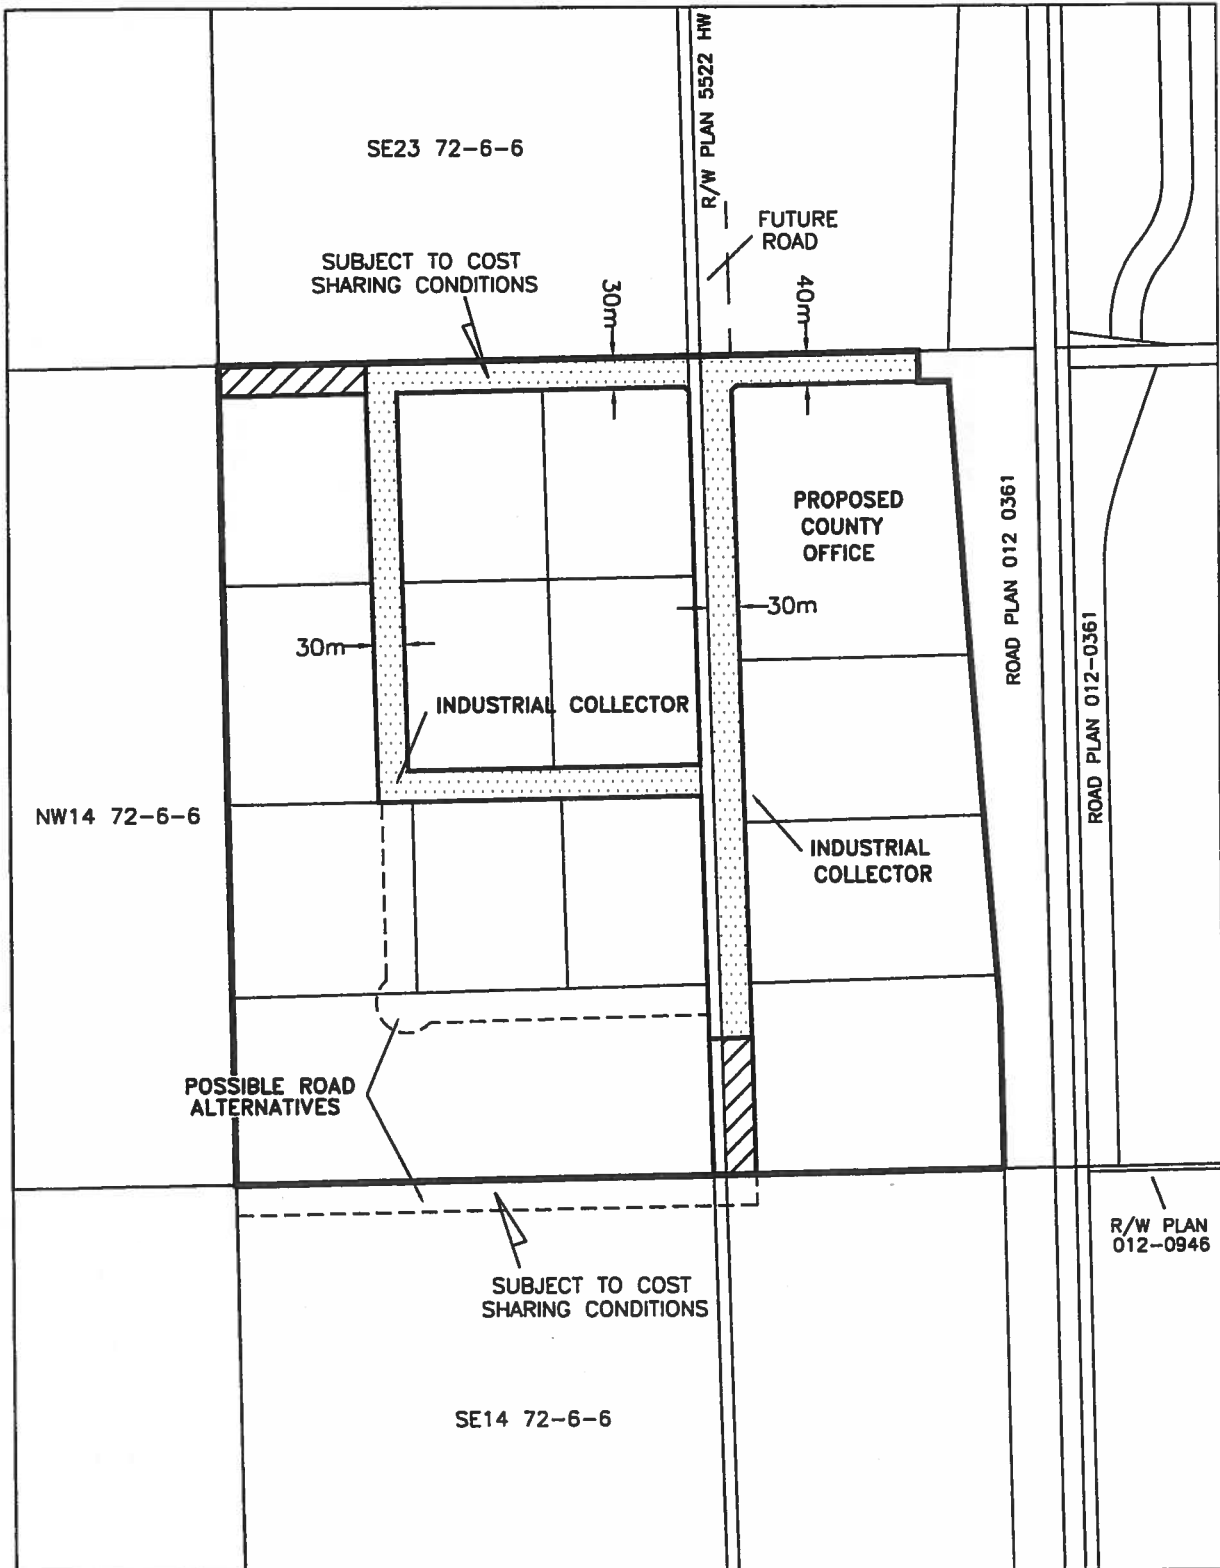 R/W PLAN 5522 HW
SE23 72-6-6
FUTURE
ROAD
SUBJECT TO COST
SHARING CONDITIONS
30m
40m
PROPOSED
COUNTY
OFFICE
ROAD PLAN 012 0361
ROAD PLAN 012-0361
30m
30m
INDUSTRIAL COLLECTOR
NW14 72-6-6
INDUSTRIAL
COLLECTOR
POSSIBLE ROAD
ALTERNATIVES
R/W PLAN
012-0946
SUBJECT TO COST
SHARING CONDITIONS
SE14 72-6-6